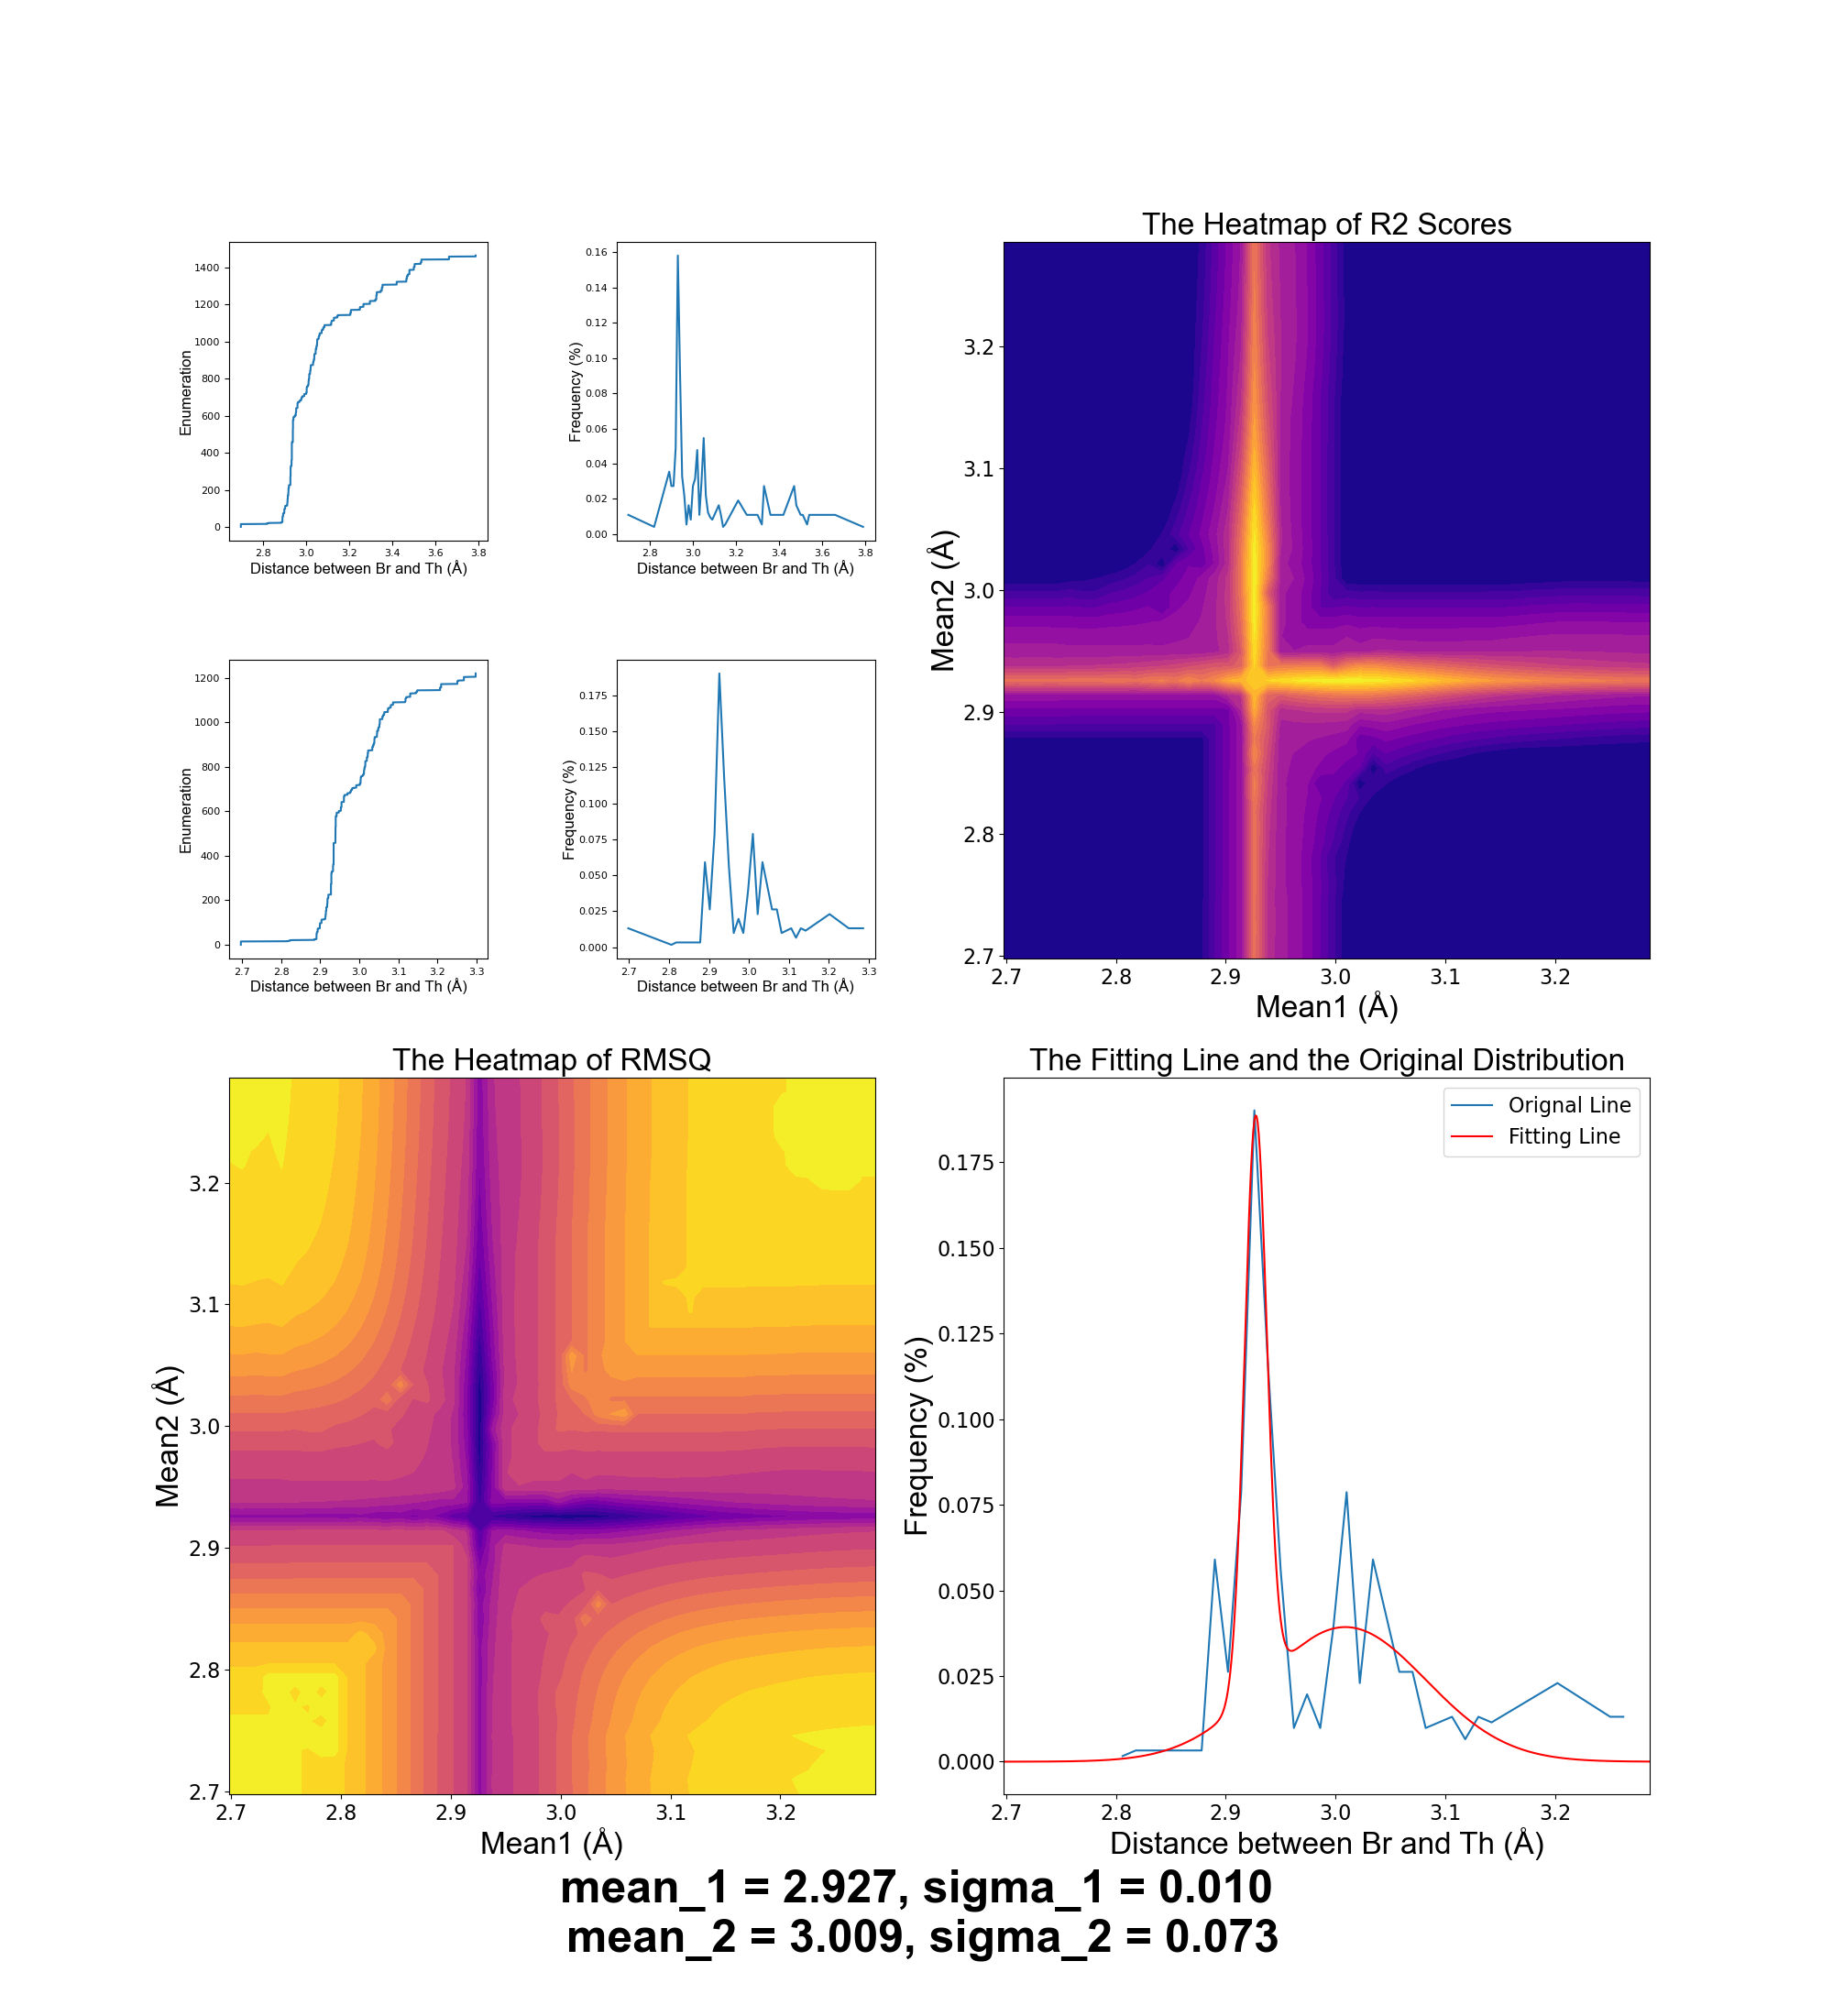 1400
1200
1000
800
600
400
200
0
Enumeration
2.8 3.0 3.2 3.4 3.6 3.8
Distance between Br and Th (Å)
0.16
0.14
0.12
0.10
0.08
0.06
0.04
0.02
0.00
Frequency (%)
2.8 3.0 3.2 3.4 3.6 3.8
Distance between Br and Th (Å)
1200
1000
800
600
400
200
0
Enumeration
2.7 2.8 2.9 3.0 3.1 3.2 3.3
Distance between Br and Th (Å)
0.175
0.150
0.125
0.100
0.075
0.050
0.025
0.000
Frequency (%)
2.7 2.8 2.9 3.0 3.1 3.2 3.3
Distance between Br and Th (Å)
The Heatmap of R2 Scores
3.2
3.1
3.0
2.9
2.8
2.7
Mean2 (Å)
2.7 2.8 2.9 3.0 3.1 3.2
Mean1 (Å)
The Heatmap of RMSQ
3.2
3.1
3.0
2.9
2.8
2.7
Mean2 (Å)
2.7 2.8 2.9 3.0 3.1 3.2
Mean1 (Å)
The Fitting Line and the Original Distribution
Orignal Line
Fitting Line
0.175
0.150
0.125
0.100
0.075
0.050
0.025
0.000
Frequency (%)
2.7 2.8 2.9 3.0 3.1 3.2
Distance between Br and Th (Å)
mean_1 = 2.927, sigma_1 = 0.010
mean_2 = 3.009, sigma_2 = 0.073